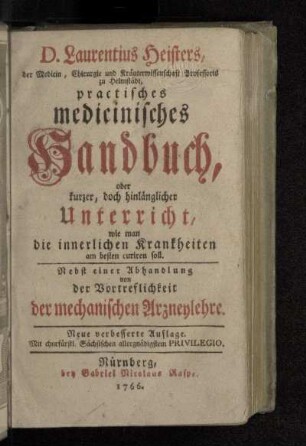 D. Laurentius Heisters,
der Medicin, Chirurgie und Kräuterwissenschaft Professoris
zu Helmstädt,
practisches
medicinisches
Handbuch,
oder
kurzer, doch hinlänglicher
Unterricht,
wie man
die innerlichen Krankheiten
am besten curiren soll.
Nebst einer Abhandlung
von
der Vortreflichkeit
der mechanischen Arzneylehre.
Neue verbesserte Auflage.
Mit churfürstl. Sächsischen allergnädigstem PRIVILEGIO.
Nürnberg,
bey Gabriel Nicolaus Raspe.
1766.